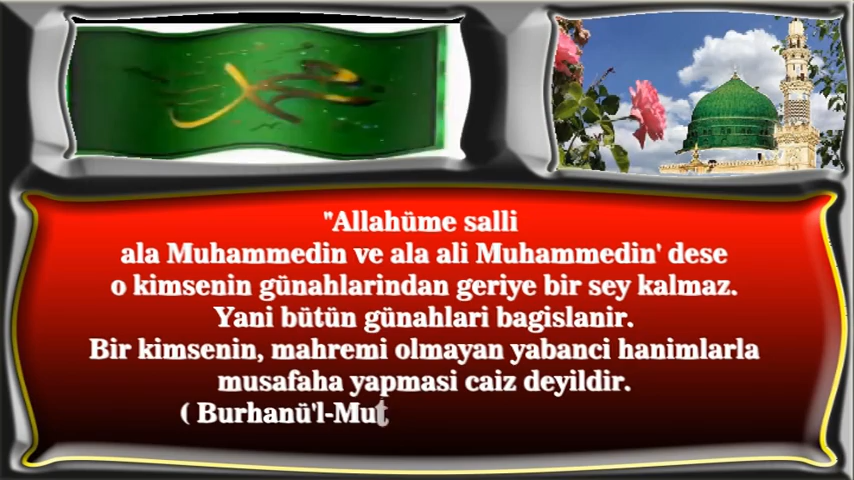 "Allahüme salli
ala Muhammedin ve ala ali Muhammedin' dese
o kimsenin günahlarindan geriye bir sey kalmaz.
Yani bütün günahlari bagislanir.
Bir kimsenin, mahremi olmayan yabanci hanimlarla
musafaha yapmasi caiz deyildir.
( Burhanü'l-Mut